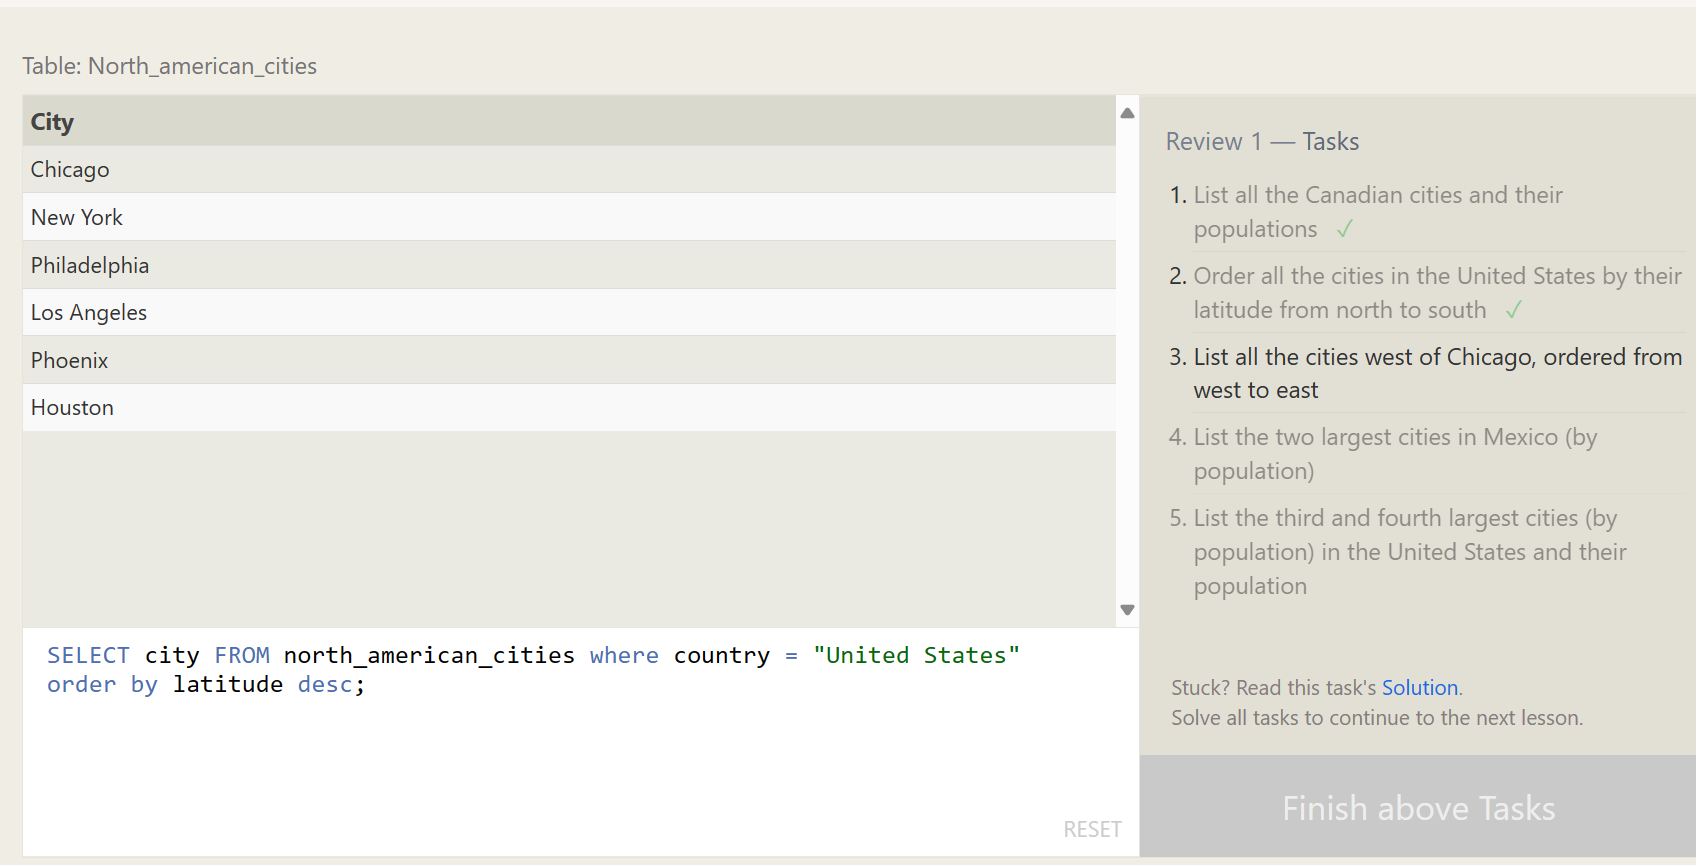 Table: North_american_cities
City
Chicago
New York
Philadelphia
Los Angeles
Phoenix
Houston
SELECT city FROM north_american_cities where country = "United States"
order by latitude desc;
RESET
Review 1 — Tasks
1. List all the Canadian cities and their
populations ✓
2. Order all the cities in the United States by their
latitude from north to south ✓
3. List all the cities west of Chicago, ordered from
west to east
4. List the two largest cities in Mexico (by
population)
5. List the third and fourth largest cities (by
population) in the United States and their
population
Stuck? Read this task's Solution.
Solve all tasks to continue to the next lesson.
Finish above Tasks